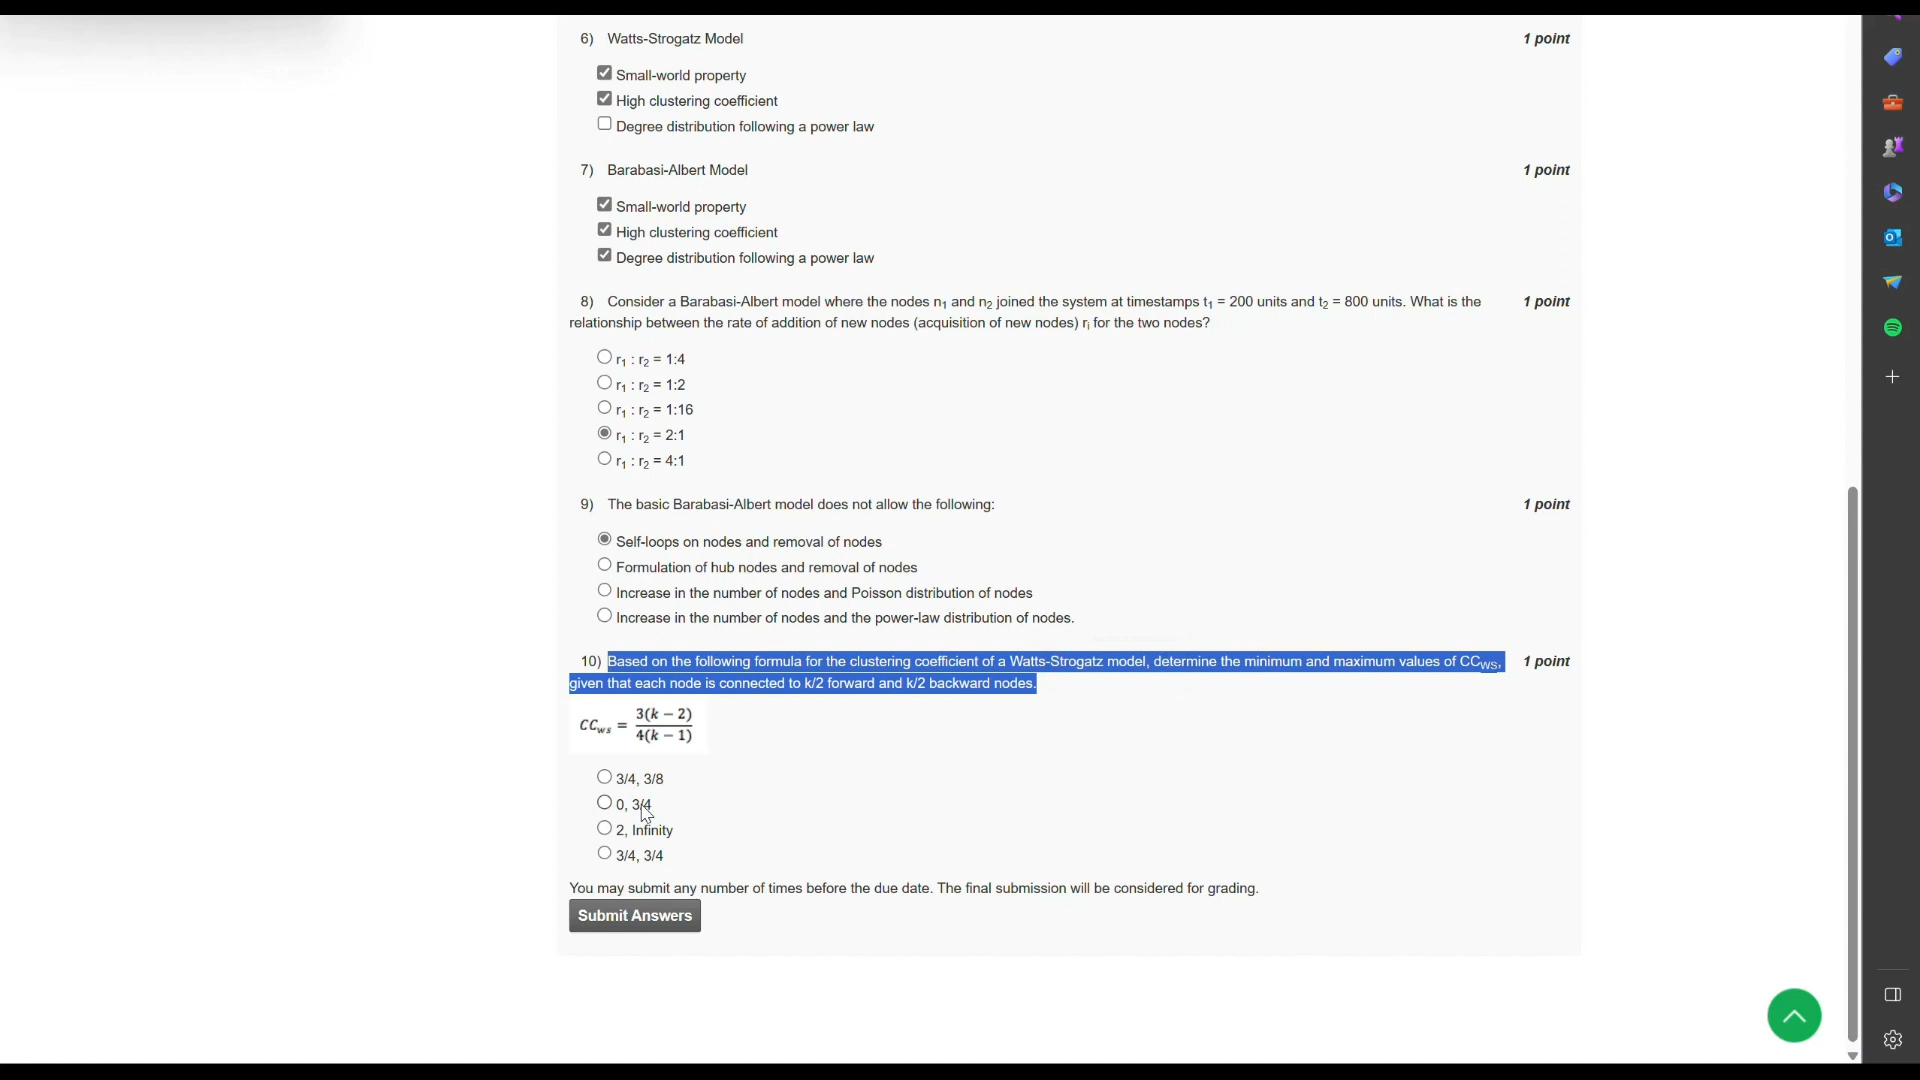 6) Watts-Strogatz Model 1 point
Small-world property
High clustering coefficient
Degree distribution following a power law
7) Barabasi-Albert Model 1 point
Small-world property
High clustering coefficient
Degree distribution following a power law
8) Consider a Barabasi-Albert model where the nodes n₁ and n₂ joined the system at timestamps t₁ = 200 units and t₂ = 800 units. What is the 1 point
relationship between the rate of addition of new nodes (acquisition of new nodes) rᵢ for the two nodes?
r₁ : r₂ = 1:4
r₁ : r₂ = 1:2
r₁ : r₂ = 1:16
r₁ : r₂ = 2:1
r₁ : r₂ = 4:1
9) The basic Barabasi-Albert model does not allow the following: 1 point
Self-loops on nodes and removal of nodes
Formulation of hub nodes and removal of nodes
Increase in the number of nodes and Poisson distribution of nodes
Increase in the number of nodes and the power-law distribution of nodes.
10) Based on the following formula for the clustering coefficient of a Watts-Strogatz model, determine the minimum and maximum values of CC_WS, 1 point
given that each node is connected to k/2 forward and k/2 backward nodes.
CC_ws = 3(k − 2) / 4(k − 1)
3/4, 3/8
0, 3/4
2, Infinity
3/4, 3/4
You may submit any number of times before the due date. The final submission will be considered for grading.
Submit Answers